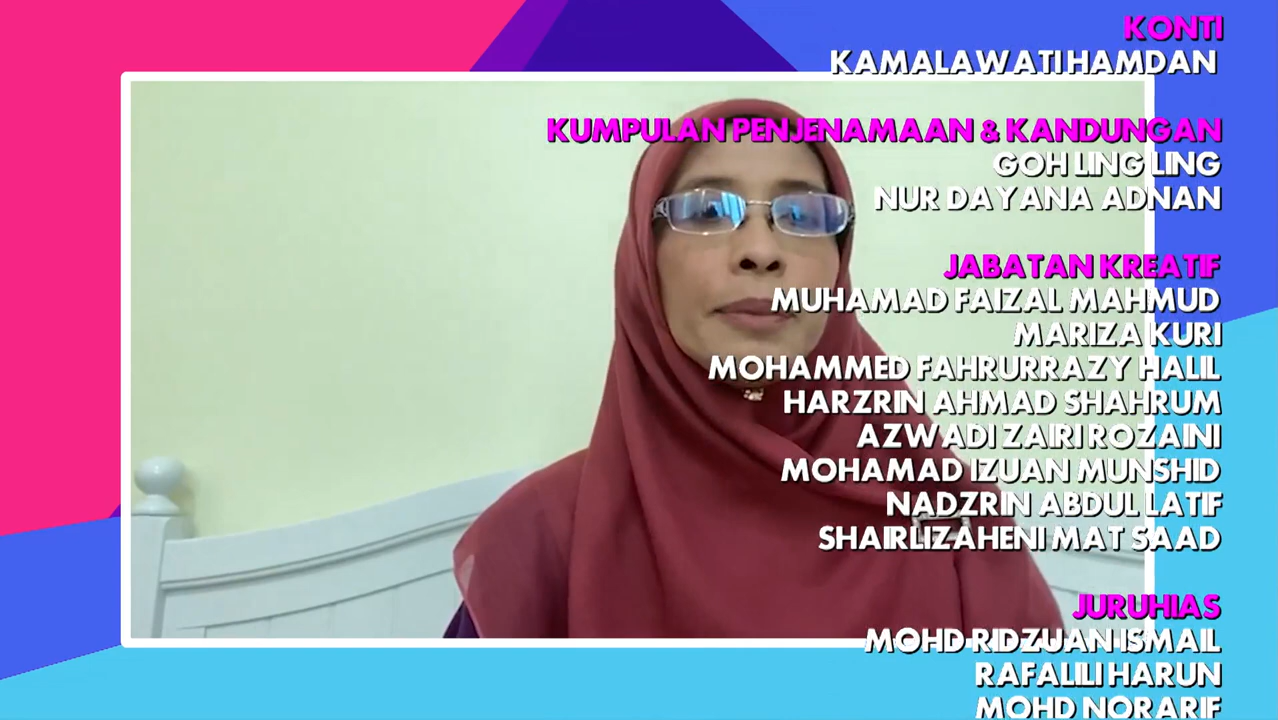 KONTI
KAMALAWATI HAMDAN
KUMPULAN PENJENAMAAN & KANDUNGAN
GOH LING LING
NUR DAYANA ADNAN
JABATAN KREATIF
MUHAMAD FAIZAL MAHMUD
MARIZA KURI
MOHAMMED FAHRURRAZY HALIL
HARZRIN AHMAD SHAHRUM
AZWADI ZAIRI ROZAINI
MOHAMAD IZUAN MUNSHID
NADZRIN ABDUL LATIF
SHAIRLIZAHENI MAT SAAD
JURUHIAS
MOHD RIDZUAN ISMAIL
RAFALILI HARUN
MOHD NORARIF